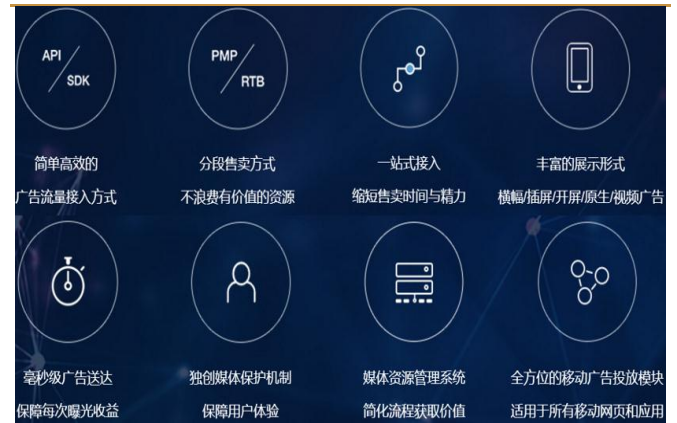 API
SDK
PMP
RTB
简单高效的
广告流量接入方式
分段售卖方式
不浪费有价值的资源
一站式接入
缩短售卖时间与精力
丰富的展示形式
横幅/插屏/开屏/原生/视频广告
毫秒级广告送达
保障每次曝光收益
独创媒体保护机制
保障用户体验
媒体资源管理系统
简化流程获取价值
全方位的移动广告投放模块
适用于所有移动网页和应用